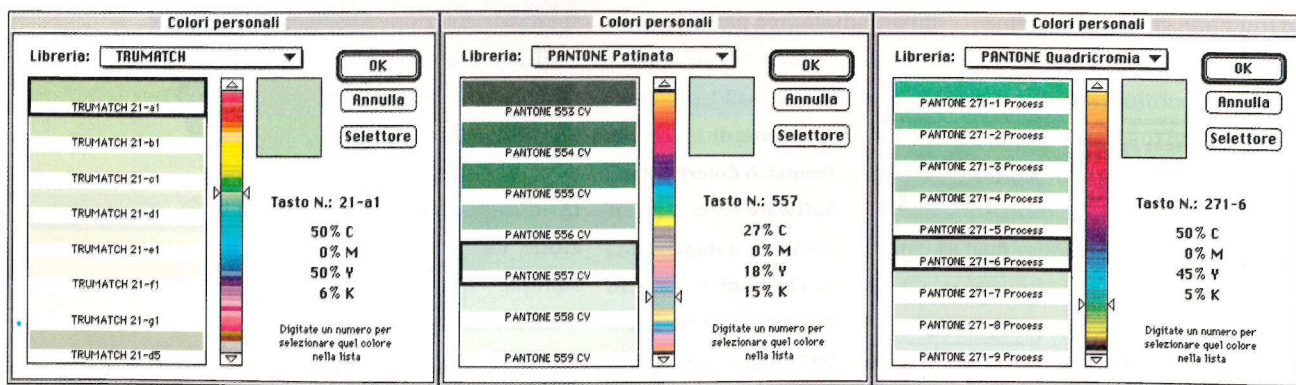 Colori personali
Libreria: TRUMATCH
OK
Annulla
Selettore
TRUMATCH 21-a1
TRUMATCH 21-b1
TRUMATCH 21-c1
TRUMATCH 21-d1
TRUMATCH 21-e1
TRUMATCH 21-f1
TRUMATCH 21-g1
TRUMATCH 21-d5
Tasto N.: 21-a1
50% C
0% M
50% Y
6% K
Digitate un numero per
selezionare quel colore
nella lista
Colori personali
Libreria: PANTONE Patinata
OK
Annulla
Selettore
PANTONE 553 CV
PANTONE 554 CV
PANTONE 555 CV
PANTONE 556 CV
PANTONE 557 CV
PANTONE 558 CV
PANTONE 559 CV
Tasto N.: 557
27% C
0% M
18% Y
15% K
Digitate un numero per
selezionare quel colore
nella lista
Colori personali
Libreria: PANTONE Quadricromia
OK
Annulla
Selettore
PANTONE 271-1 Process
PANTONE 271-2 Process
PANTONE 271-3 Process
PANTONE 271-4 Process
PANTONE 271-5 Process
PANTONE 271-6 Process
PANTONE 271-7 Process
PANTONE 271-8 Process
PANTONE 271-9 Process
Tasto N.: 271-6
50% C
0% M
45% Y
5% K
Digitate un numero per
selezionare quel colore
nella lista